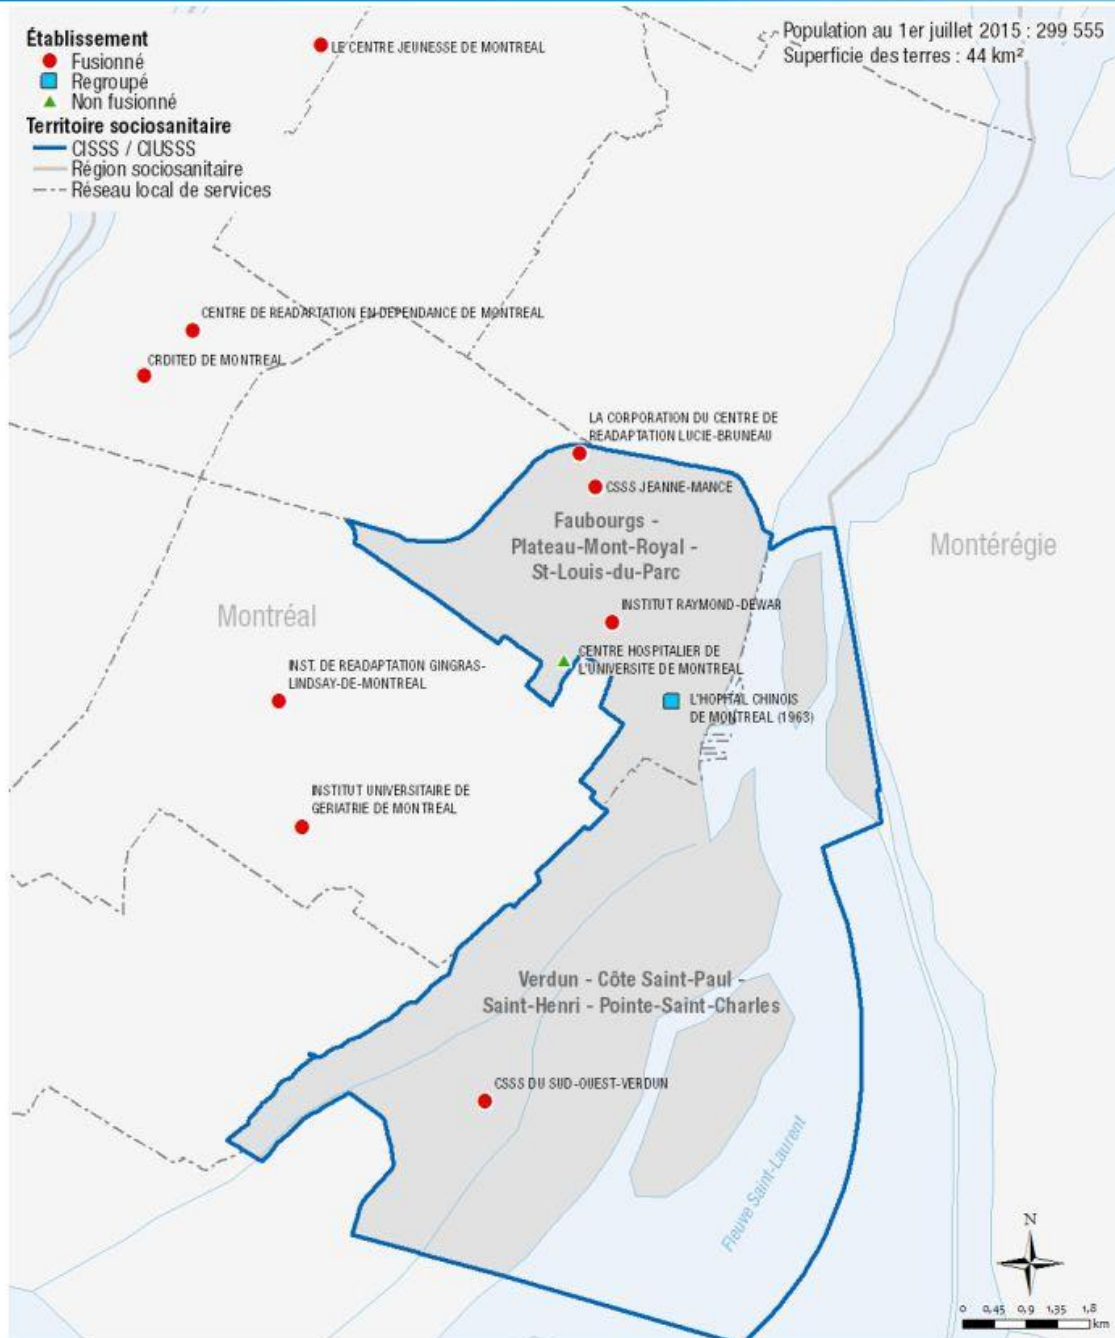 Établissement
Fusionné
Regroupé
Non fusionné
Territoire sociosanitaire
CISSS / CIUSSS
Région sociosanitaire
Réseau local de services
Population au 1er juillet 2015 : 299 555
Superficie des terres : 44 km²
LE CENTRE JEUNESSE DE MONTREAL
CENTRE DE READAPTATION EN DEPENDANCE DE MONTREAL
CRDITED DE MONTREAL
LA CORPORATION DU CENTRE DE
READAPTATION LUCIE-BRUNEAU
CSSS JEANNE-MANCE
Faubourgs -
Plateau-Mont-Royal -
St-Louis-du-Parc
Montérégie
Montréal
INSTITUT RAYMOND-DEWAR
CENTRE HOSPITALIER DE
L'UNIVERSITE DE MONTREAL
INST. DE READAPTATION GINGRAS-
LINDSAY-DE-MONTREAL
L'HOPITAL CHINOIS
DE MONTREAL (1963)
INSTITUT UNIVERSITAIRE DE
GERIATRIE DE MONTREAL
Verdun - Côte Saint-Paul -
Saint-Henri - Pointe-Saint-Charles
CSSS DU SUD-OUEST-VERDUN
Fleuve Saint-Laurent
N
0 0,45 0,9 1,35 1,8
km